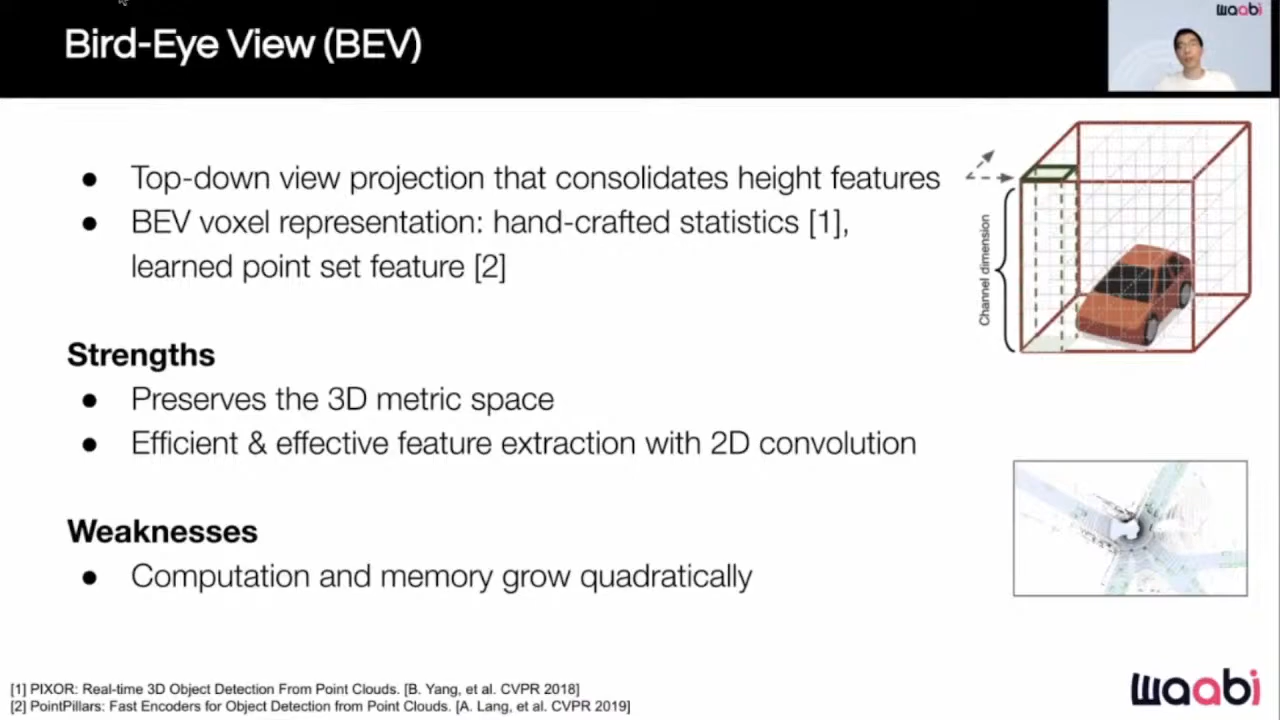 Bird-Eye View (BEV)
waabi
● Top-down view projection that consolidates height features
● BEV voxel representation: hand-crafted statistics [1],
learned point set feature [2]
Channel dimension
Strengths
● Preserves the 3D metric space
● Efficient & effective feature extraction with 2D convolution
Weaknesses
● Computation and memory grow quadratically
[1] PIXOR: Real-time 3D Object Detection From Point Clouds. [B. Yang, et al. CVPR 2018]
[2] PointPillars: Fast Encoders for Object Detection from Point Clouds. [A. Lang, et al. CVPR 2019]
waabi